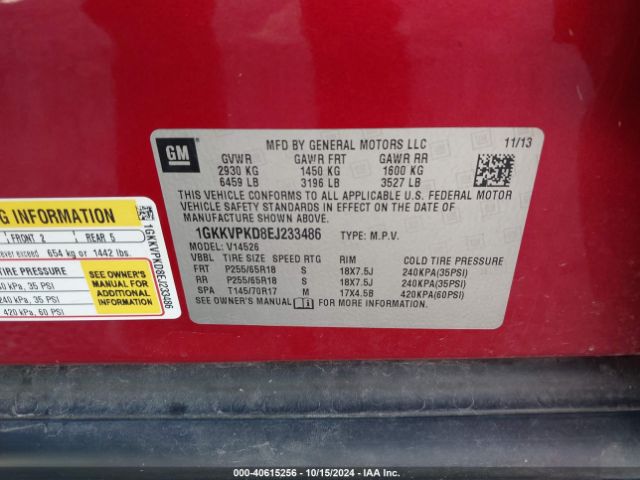 GM
MFD BY GENERAL MOTORS LLC 11/13
GVWR GAWR FRT GAWR RR
2930 KG 1450 KG 1600 KG
6459 LB 3196 LB 3527 LB
THIS VEHICLE CONFORMS TO ALL APPLICABLE U.S. FEDERAL MOTOR
VEHICLE SAFETY STANDARDS IN EFFECT ON THE DATE OF
MANUFACTURE SHOWN ABOVE.
1GKKVPKD8EJ233486 TYPE: M.P.V.
MODEL: V14526
VBBL TIRE SIZE SPEED RTG RIM COLD TIRE PRESSURE
FRT P255/65R18 S 18X7.5J 240KPA(35PSI)
RR P255/65R18 S 18X7.5J 240KPA(35PSI)
SPA T145/70R17 M 17X4.5B 420KPA(60PSI)
SEE OWNER'S MANUAL FOR MORE INFORMATION.
G INFORMATION
FRONT 2 REAR 5
exceed 654 kg or 1442 lbs.
TIRE PRESSURE
kPa, 35 PSI
240 kPa, 35 PSI
420 kPa, 60 PSI
SEE OWNER'S
MANUAL FOR
ADDITIONAL
INFORMATION
1GKKVPKD8EJ233486
000-40615256 - 10/15/2024 - IAA Inc.